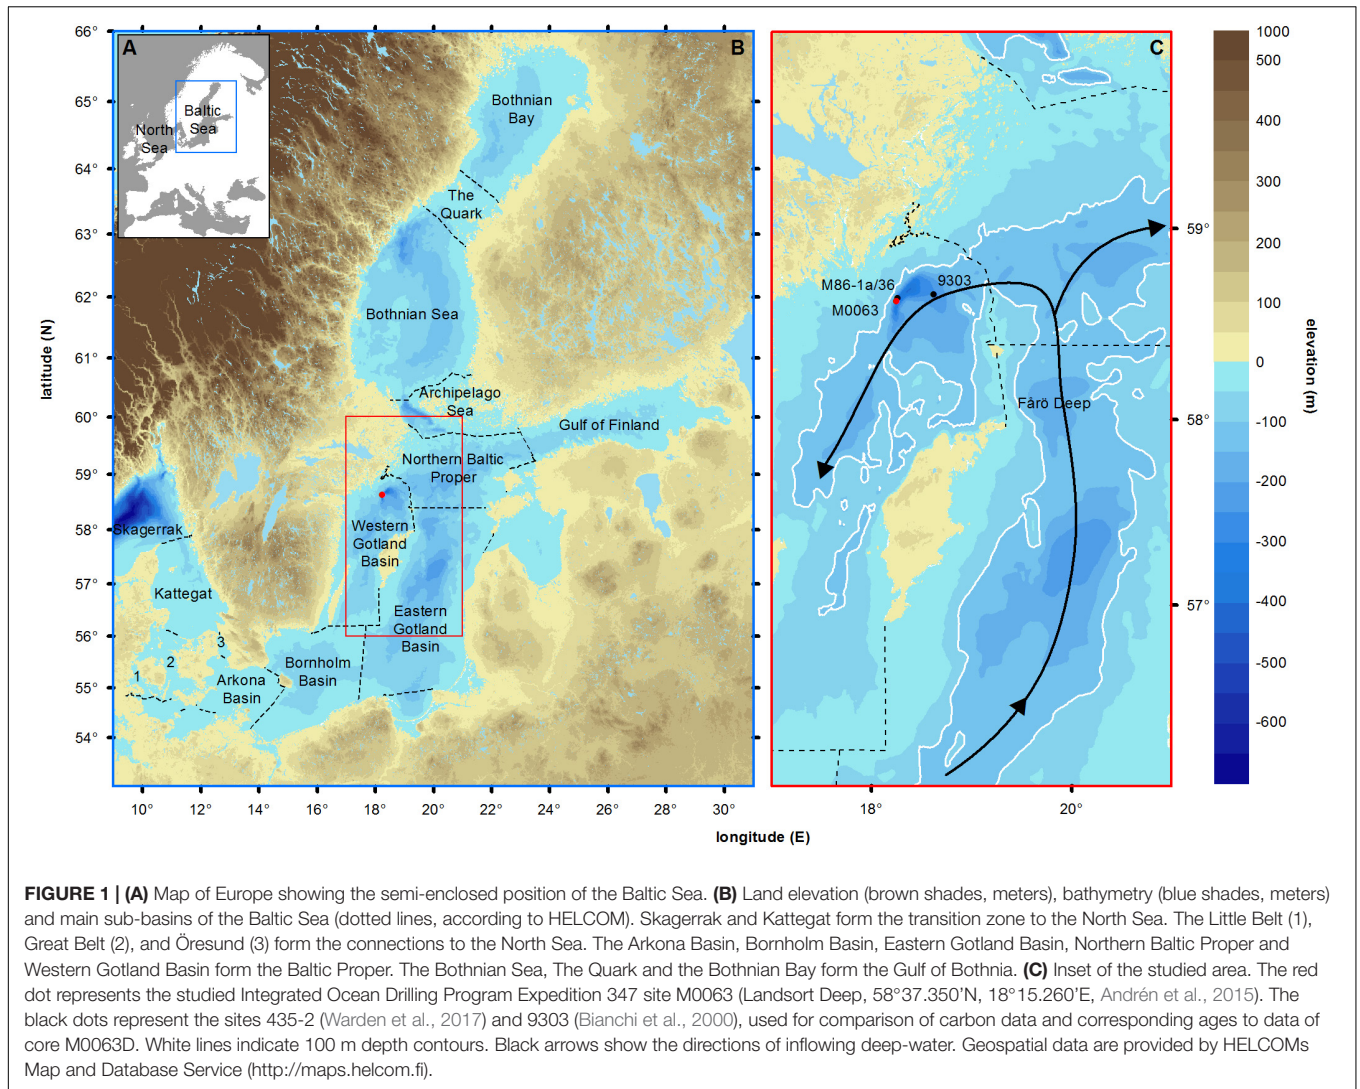 A
B
C
North
Sea
Baltic
Sea
66°
65°
64°
63°
62°
61°
60°
59°
58°
57°
56°
55°
54°
latitude (N)
Bothnian
Bay
The
Quark
Bothnian Sea
Archipelago
Sea
Gulf of Finland
Northern Baltic
Proper
Skagerrak
Western
Gotland
Basin
Kattegat
Eastern
Gotland
Basin
3
2
1
Bornholm
Basin
Arkona
Basin
10°
12°
14°
16°
18°
20°
22°
24°
26°
28°
30°
longitude (E)
M86-1a/36
9303
M0063
Fårö Deep
59°
58°
57°
18°
20°
1000
500
400
300
200
100
0
-100
-200
-300
-400
-500
-600
elevation (m)
FIGURE 1 | (A) Map of Europe showing the semi-enclosed position of the Baltic Sea. (B) Land elevation (brown shades, meters), bathymetry (blue shades, meters)
and main sub-basins of the Baltic Sea (dotted lines, according to HELCOM). Skagerrak and Kattegat form the transition zone to the North Sea. The Little Belt (1),
Great Belt (2), and Öresund (3) form the connections to the North Sea. The Arkona Basin, Bornholm Basin, Eastern Gotland Basin, Northern Baltic Proper and
Western Gotland Basin form the Baltic Proper. The Bothnian Sea, The Quark and the Bothnian Bay form the Gulf of Bothnia. (C) Inset of the studied area. The red
dot represents the studied Integrated Ocean Drilling Program Expedition 347 site M0063 (Landsort Deep, 58°37.350'N, 18°15.260'E, Andrén et al., 2015). The
black dots represent the sites 435-2 (Warden et al., 2017) and 9303 (Bianchi et al., 2000), used for comparison of carbon data and corresponding ages to data of
core M0063D. White lines indicate 100 m depth contours. Black arrows show the directions of inflowing deep-water. Geospatial data are provided by HELCOMs
Map and Database Service (http://maps.helcom.fi).